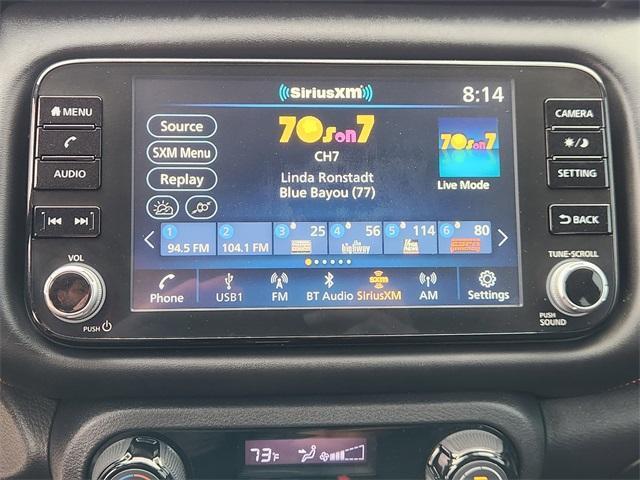 SiriusXM 8:14
MENU
AUDIO
VOL
PUSH
Source
SXM Menu
Replay
70s on 7
CH7
Linda Ronstadt
Blue Bayou (77)
70s on 7
Live Mode
1 94.5 FM
2 104.1 FM
3 25
4 56 the highway
5 114
6 80
Phone
USB1
FM
BT Audio
sxm
SiriusXM
AM
Settings
CAMERA
SETTING
BACK
TUNE-SCROLL
PUSH
SOUND
73°F